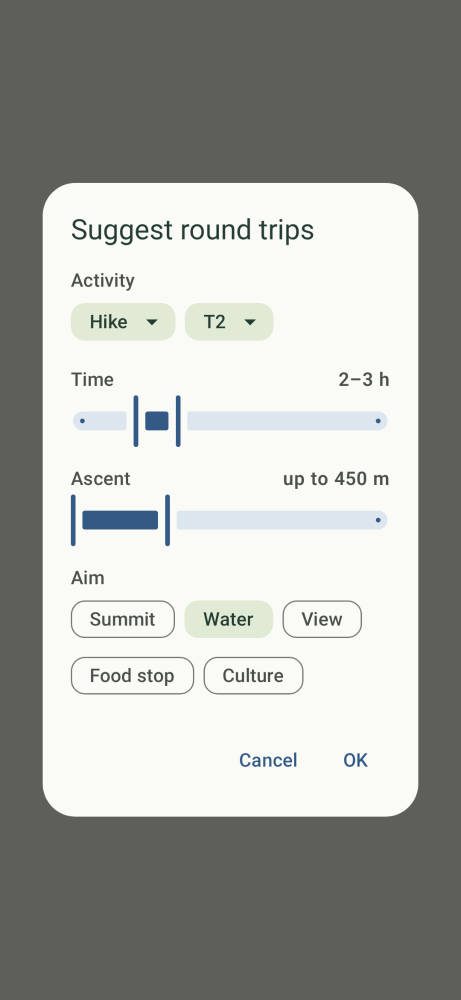 Suggest round trips
Activity
Hike T2
Time 2–3 h
Ascent up to 450 m
Aim
Summit Water View
Food stop Culture
Cancel OK